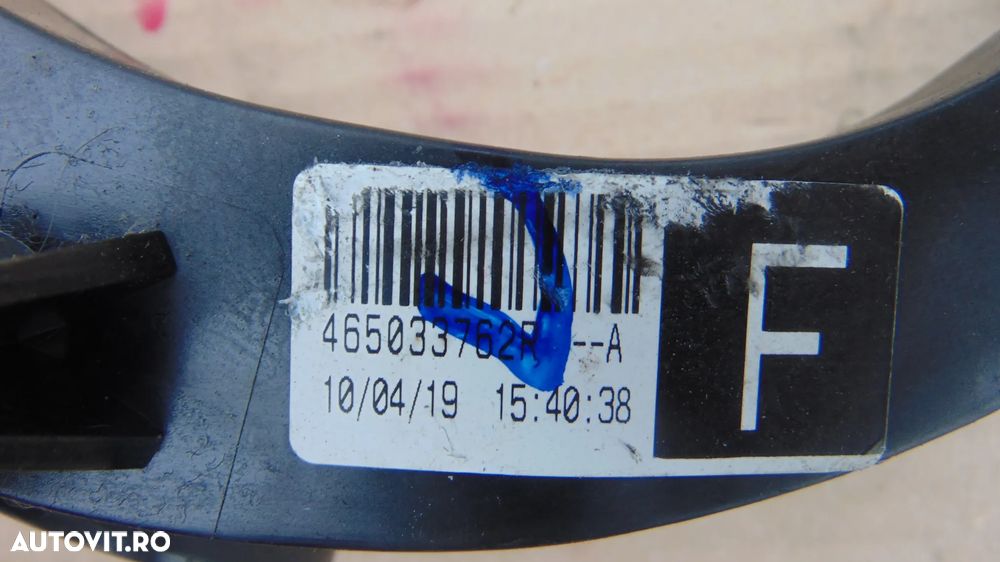 465033762R --A
F
10/04/19 15:40:38
AUTOVIT.RO